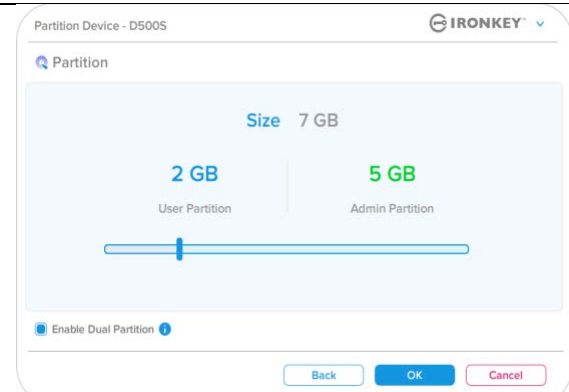 Partition Device - D500S
IRONKEY
Partition
Size 7 GB
2 GB 5 GB
User Partition Admin Partition
Enable Dual Partition
Back OK Cancel